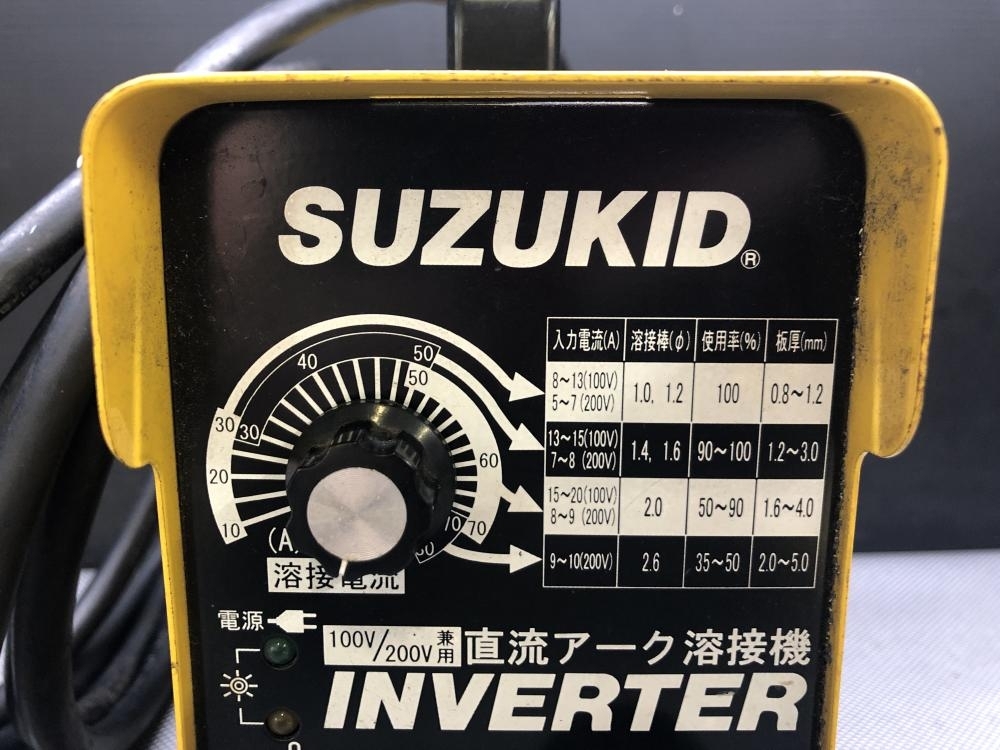 SUZUKID®
入力電流(A) 溶接棒(φ) 使用率(%) 板厚(mm)
8～13(100V)
5～7(200V)
1.0, 1.2 100 0.8～1.2
13～15(100V)
7～8(200V)
1.4, 1.6 90～100 1.2～3.0
15～20(100V)
8～9(200V)
2.0 50～90 1.6～4.0
9～10(200V) 2.6 35～50 2.0～5.0
10
20
30
30
40
50
50
60
70
70
溶接電流
電源
100V/200V兼用 直流アーク溶接機
INVERTER®